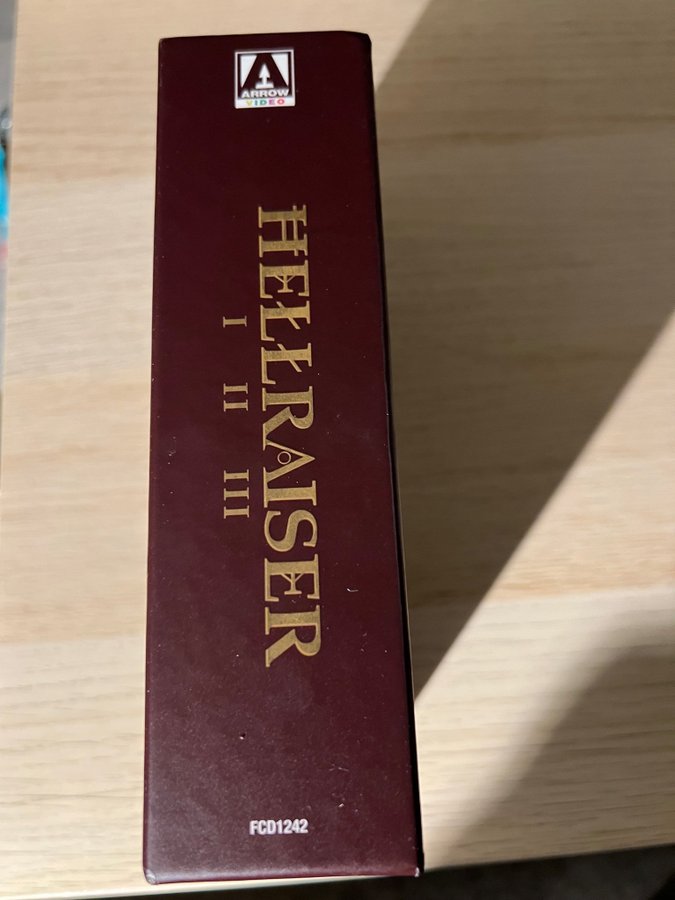 ARROW
VIDEO
HELLRAISER
I II III
FCD1242